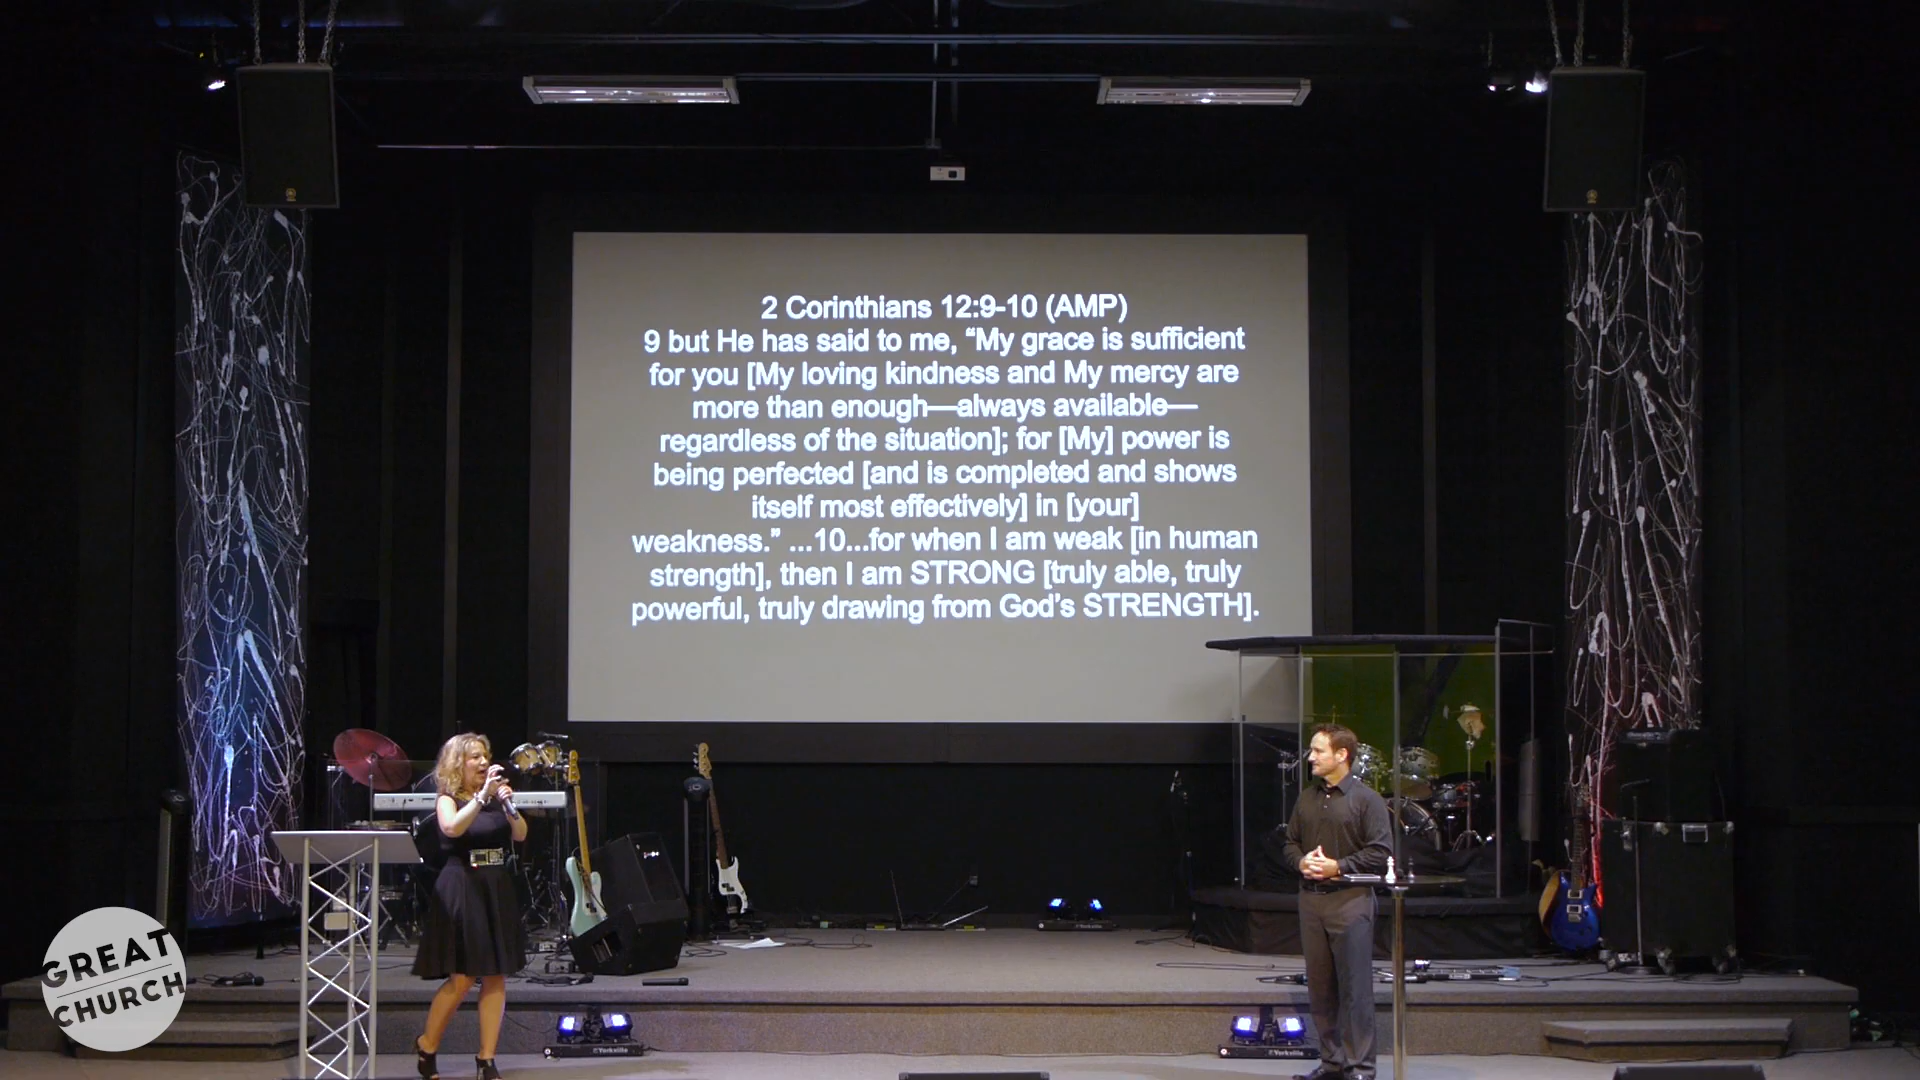 2 Corinthians 12:9-10 (AMP)
9 but He has said to me, “My grace is sufficient
for you [My loving kindness and My mercy are
more than enough—always available—
regardless of the situation]; for [My] power is
being perfected [and is completed and shows
itself most effectively] in [your]
weakness.” ...10...for when I am weak [in human
strength], then I am STRONG [truly able, truly
powerful, truly drawing from God’s STRENGTH].
GREAT
CHURCH
Yorkville
Yorkville